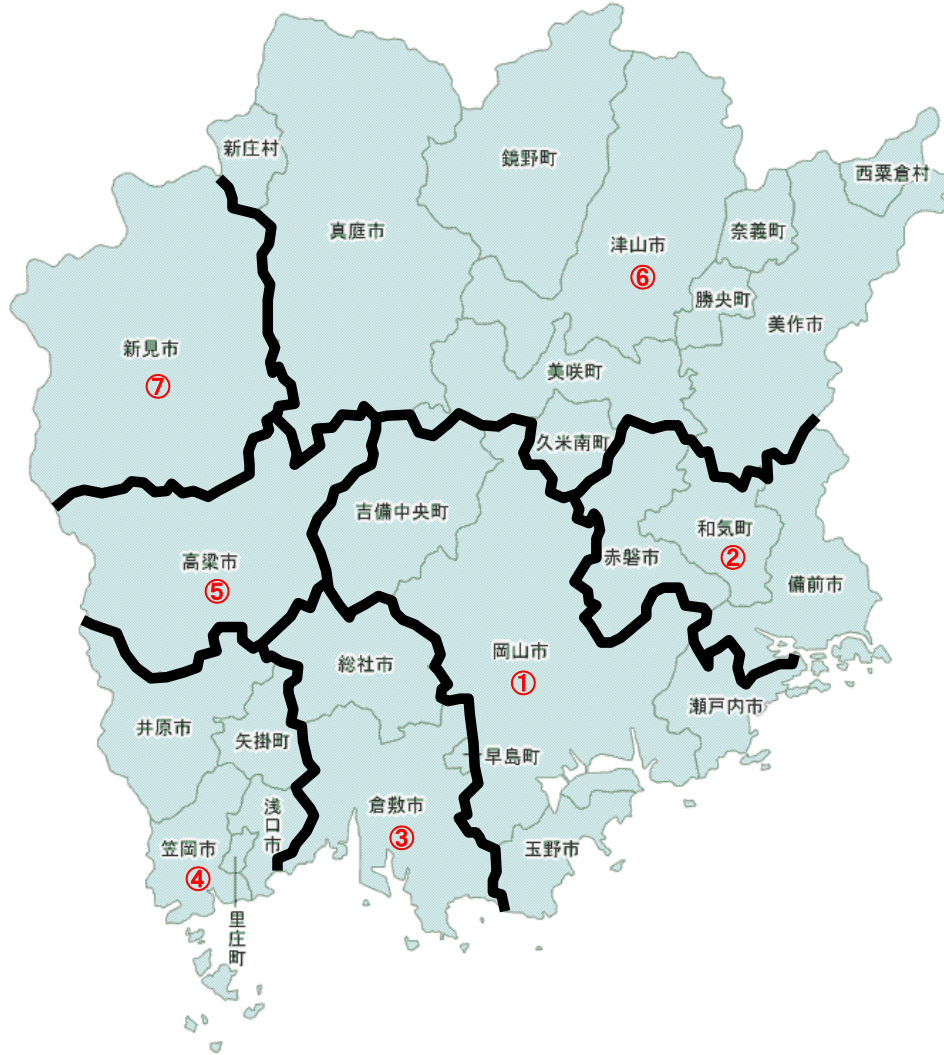 新庄村
鏡野町
西粟倉村
真庭市
奈義町
津山市
⑥
勝央町
美作市
新見市
⑦
美咲町
久米南町
吉備中央町
和気町
②
赤磐市
高梁市
⑤
備前市
岡山市
①
総社市
瀬戸内市
井原市
矢掛町
早島町
倉敷市
③
浅口市
笠岡市
④
玉野市
里庄町